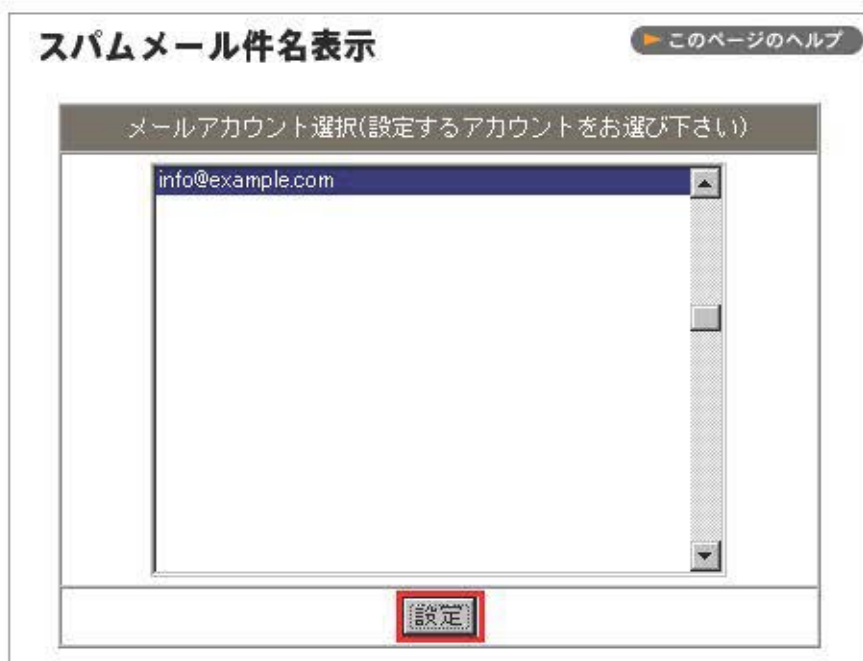 スパムメール件名表示
このページのヘルプ
メールアカウント選択(設定するアカウントをお選び下さい)
info@example.com
設定